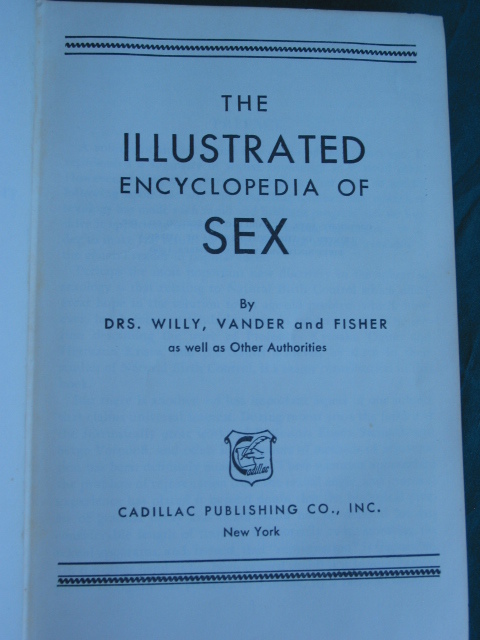 THE
ILLUSTRATED
ENCYCLOPEDIA OF
SEX
By
DRS. WILLY, VANDER and FISHER
as well as Other Authorities
Cadillac
CADILLAC PUBLISHING CO., INC.
New York